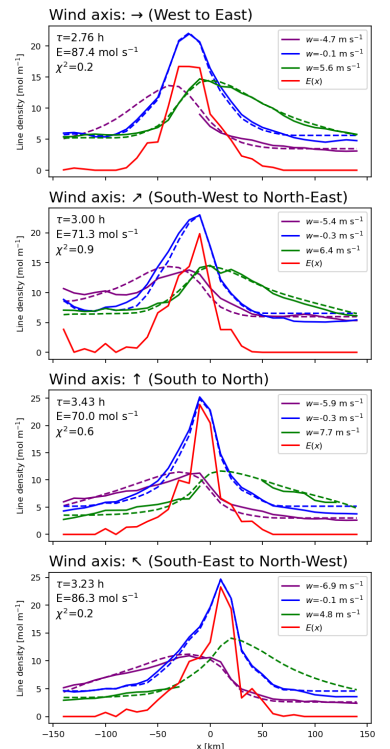 Wind axis: → (West to East)
τ=2.76 h
E=87.4 mol s⁻¹
χ²=0.2
w=-4.7 m s⁻¹
w=-0.1 m s⁻¹
w=5.6 m s⁻¹
E(x)
Line density [mol m⁻¹]
20
15
10
5
0
Wind axis: ↗ (South-West to North-East)
τ=3.00 h
E=71.3 mol s⁻¹
χ²=0.9
w=-5.4 m s⁻¹
w=-0.3 m s⁻¹
w=6.4 m s⁻¹
E(x)
Line density [mol m⁻¹]
20
15
10
5
0
Wind axis: ↑ (South to North)
τ=3.43 h
E=70.0 mol s⁻¹
χ²=0.6
w=-5.9 m s⁻¹
w=-0.3 m s⁻¹
w=7.7 m s⁻¹
E(x)
Line density [mol m⁻¹]
25
20
15
10
5
0
Wind axis: ↖ (South-East to North-West)
τ=3.23 h
E=86.3 mol s⁻¹
χ²=0.2
w=-6.9 m s⁻¹
w=-0.1 m s⁻¹
w=4.8 m s⁻¹
E(x)
Line density [mol m⁻¹]
25
20
15
10
5
0
−150 −100 −50 0 50 100 150
x [km]